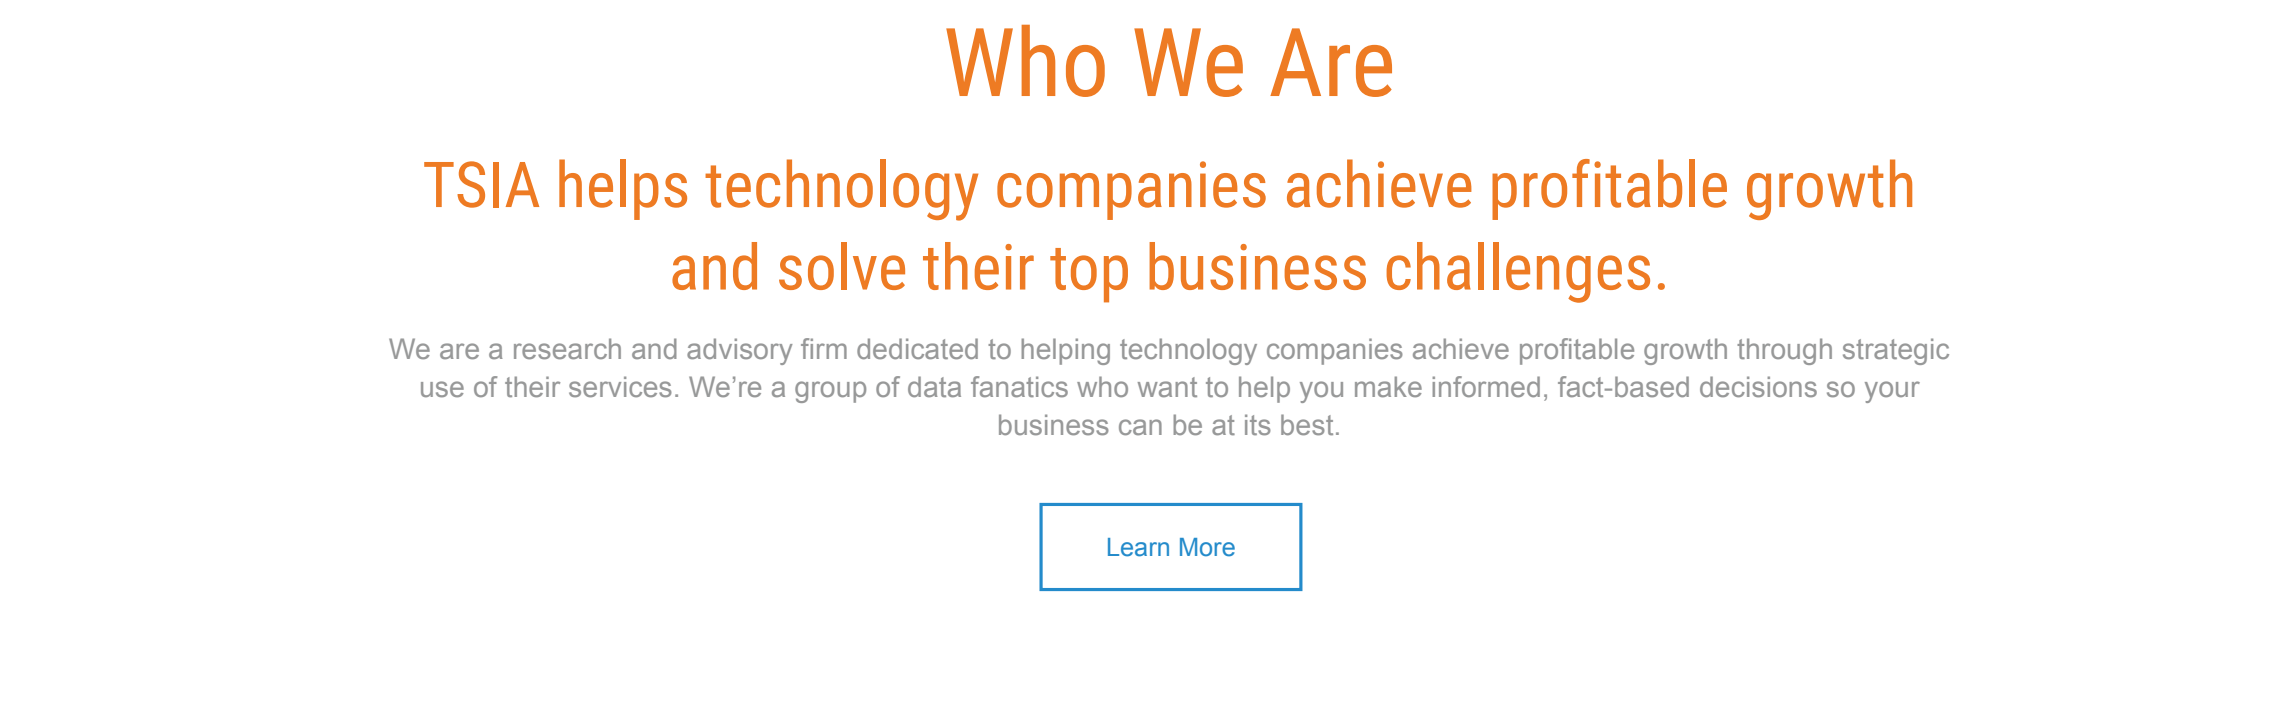 Who We Are
TSIA helps technology companies achieve profitable growth
and solve their top business challenges.
We are a research and advisory firm dedicated to helping technology companies achieve profitable growth through strategic
use of their services. We’re a group of data fanatics who want to help you make informed, fact-based decisions so your
business can be at its best.
Learn More